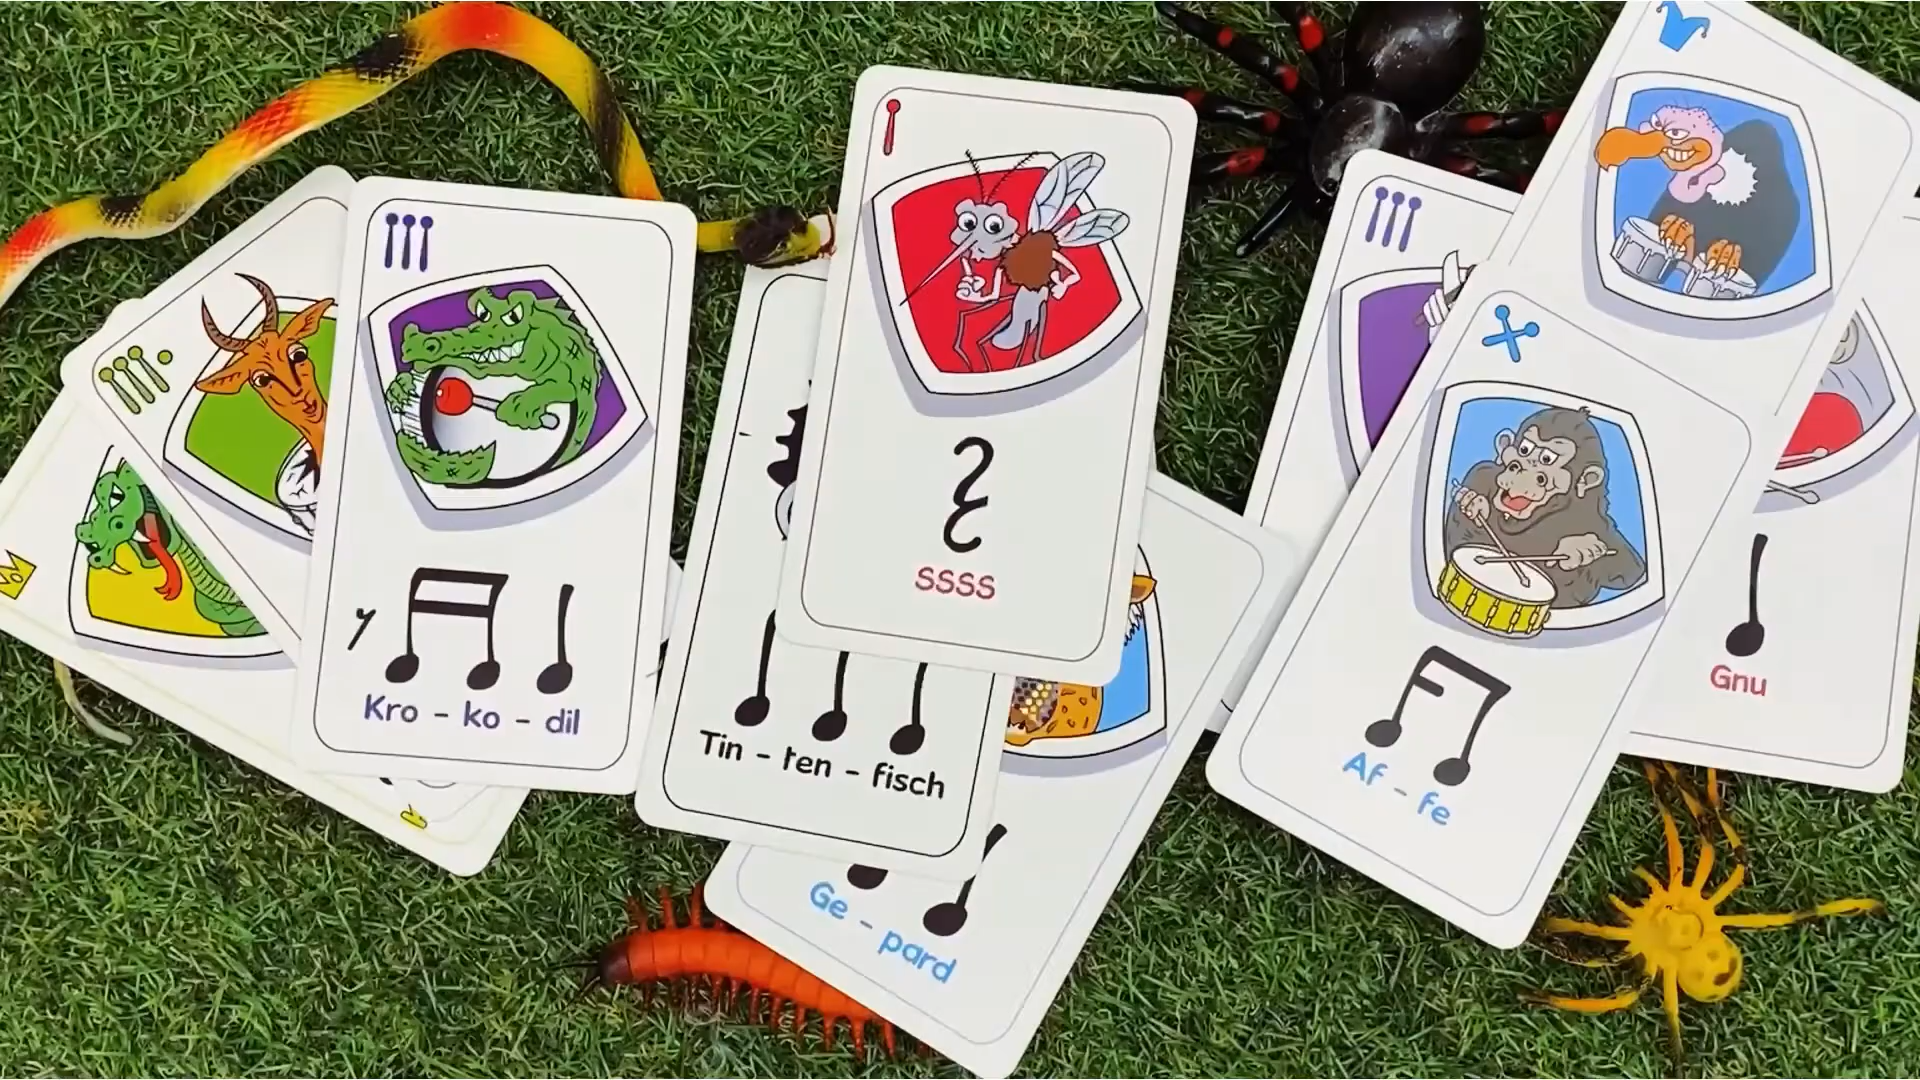 Kro - ko - dil
Tin - ten - fisch
ssss
Ge - pard
Af - fe
Gnu